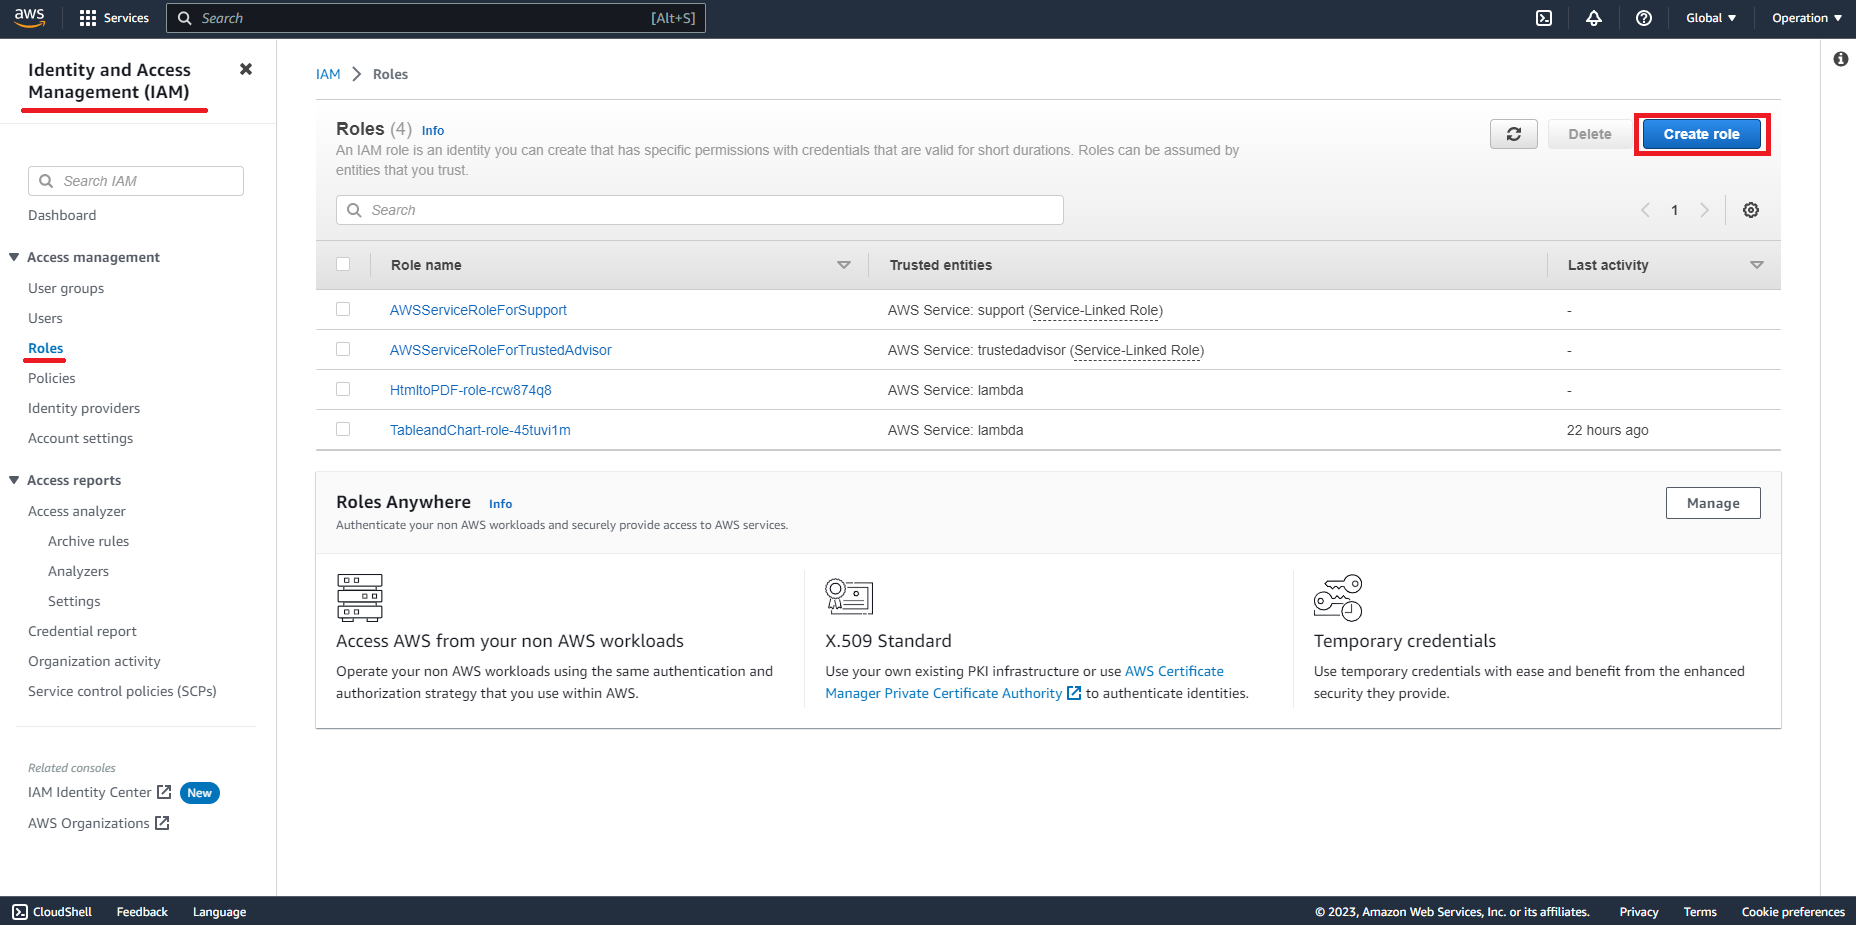 aws
Services
Search
[Alt+S]
Global
Operation
Identity and Access
Management (IAM)
Search IAM
Dashboard
Access management
User groups
Users
Roles
Policies
Identity providers
Account settings
Access reports
Access analyzer
Archive rules
Analyzers
Settings
Credential report
Organization activity
Service control policies (SCPs)
Related consoles
IAM Identity Center New
AWS Organizations
IAM > Roles
Roles (4) Info
An IAM role is an identity you can create that has specific permissions with credentials that are valid for short durations. Roles can be assumed by
entities that you trust.
Delete
Create role
Search
1
Role name Trusted entities Last activity
AWSServiceRoleForSupport AWS Service: support (Service-Linked Role) -
AWSServiceRoleForTrustedAdvisor AWS Service: trustedadvisor (Service-Linked Role) -
HtmltoPDF-role-rcw874q8 AWS Service: lambda -
TableandChart-role-45tuvi1m AWS Service: lambda 22 hours ago
Roles Anywhere Info
Authenticate your non AWS workloads and securely provide access to AWS services.
Manage
Access AWS from your non AWS workloads
Operate your non AWS workloads using the same authentication and
authorization strategy that you use within AWS.
X.509 Standard
Use your own existing PKI infrastructure or use AWS Certificate
Manager Private Certificate Authority to authenticate identities.
Temporary credentials
Use temporary credentials with ease and benefit from the enhanced
security they provide.
CloudShell Feedback Language
© 2023, Amazon Web Services, Inc. or its affiliates. Privacy Terms Cookie preferences